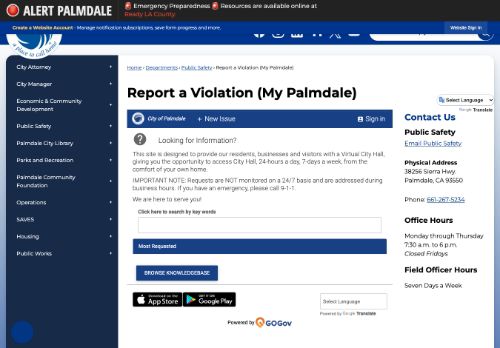 ALERT PALMDALE
🚨 Emergency Preparedness 🚨 Resources are available online at
Ready LA County.
Create a Website Account - Manage notification subscriptions, save form progress and more.
Website Sign In
a place to call home
City Attorney
City Manager
Economic & Community
Development
Public Safety
Palmdale City Library
Parks and Recreation
Palmdale Community
Foundation
Operations
SAVES
Housing
Public Works
Home › Departments › Public Safety › Report a Violation (My Palmdale)
Report a Violation (My Palmdale)
City of Palmdale
+ New Issue
Sign in
Looking for Information?
This site is designed to provide our residents, businesses and visitors with a Virtual City Hall,
giving you the opportunity to access City Hall, 24-hours a day, 7-days a week, from the
comfort of your own home.
IMPORTANT NOTE: Requests are NOT monitored on a 24/7 basis and are addressed
during business hours. If you have an emergency, please call 9-1-1.
We are here to serve you!
Click here to search by key words
Most Requested
BROWSE KNOWLEDGEBASE
Download on the
App Store
GET IT ON
Google Play
Select Language
Powered by Google Translate
Powered by GOGov
Select Language
Google Translate
Contact Us
Public Safety
Email Public Safety
Physical Address
38256 Sierra Hwy.
Palmdale, CA 93550
Phone: 661-267-5234
Office Hours
Monday through Thursday
7:30 a.m. to 6 p.m.
Closed Fridays
Field Officer Hours
Seven Days a Week